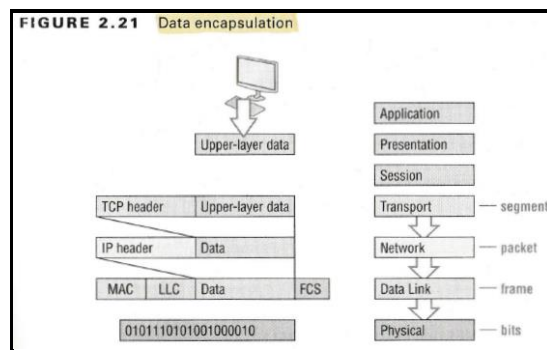 FIGURE 2.21 Data encapsulation
Application
Upper-layer data Presentation
Session
TCP header Upper-layer data Transport segment
IP header Data Network packet
MAC LLC Data FCS Data Link frame
0101110101001000010 Physical bits